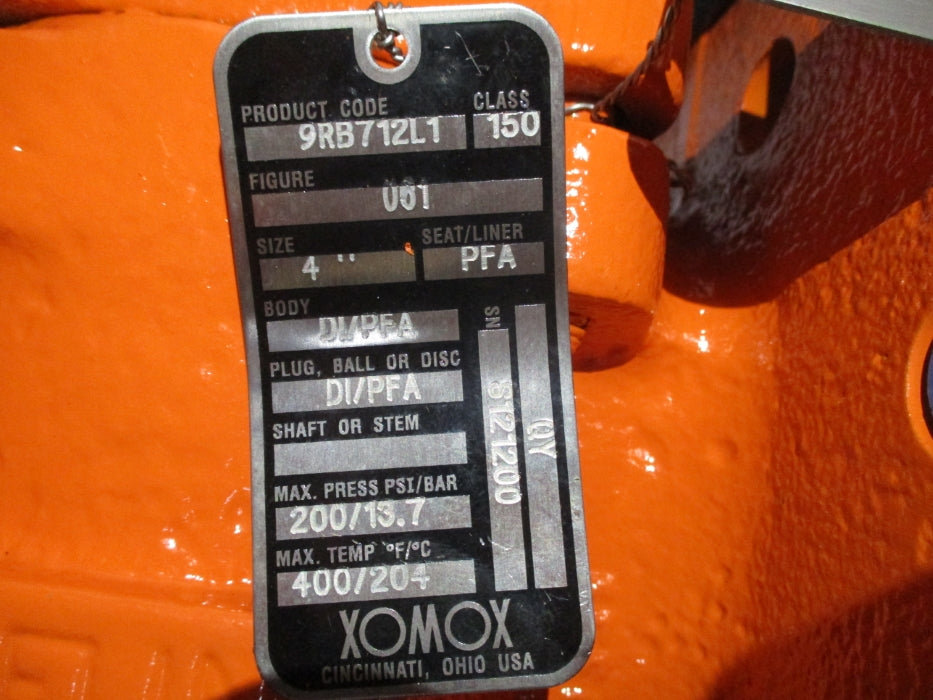 PRODUCT CODE CLASS
9RB712L1 150
FIGURE
061
SIZE SEAT/LINER
4 " PFA
BODY
DI/PFA
PLUG, BALL OR DISC
DI/PFA
SHAFT OR STEM
MAX. PRESS PSI/BAR
200/13.7
MAX. TEMP °F/°C
400/204
SN
S121200
QY
XOMOX
CINCINNATI, OHIO USA